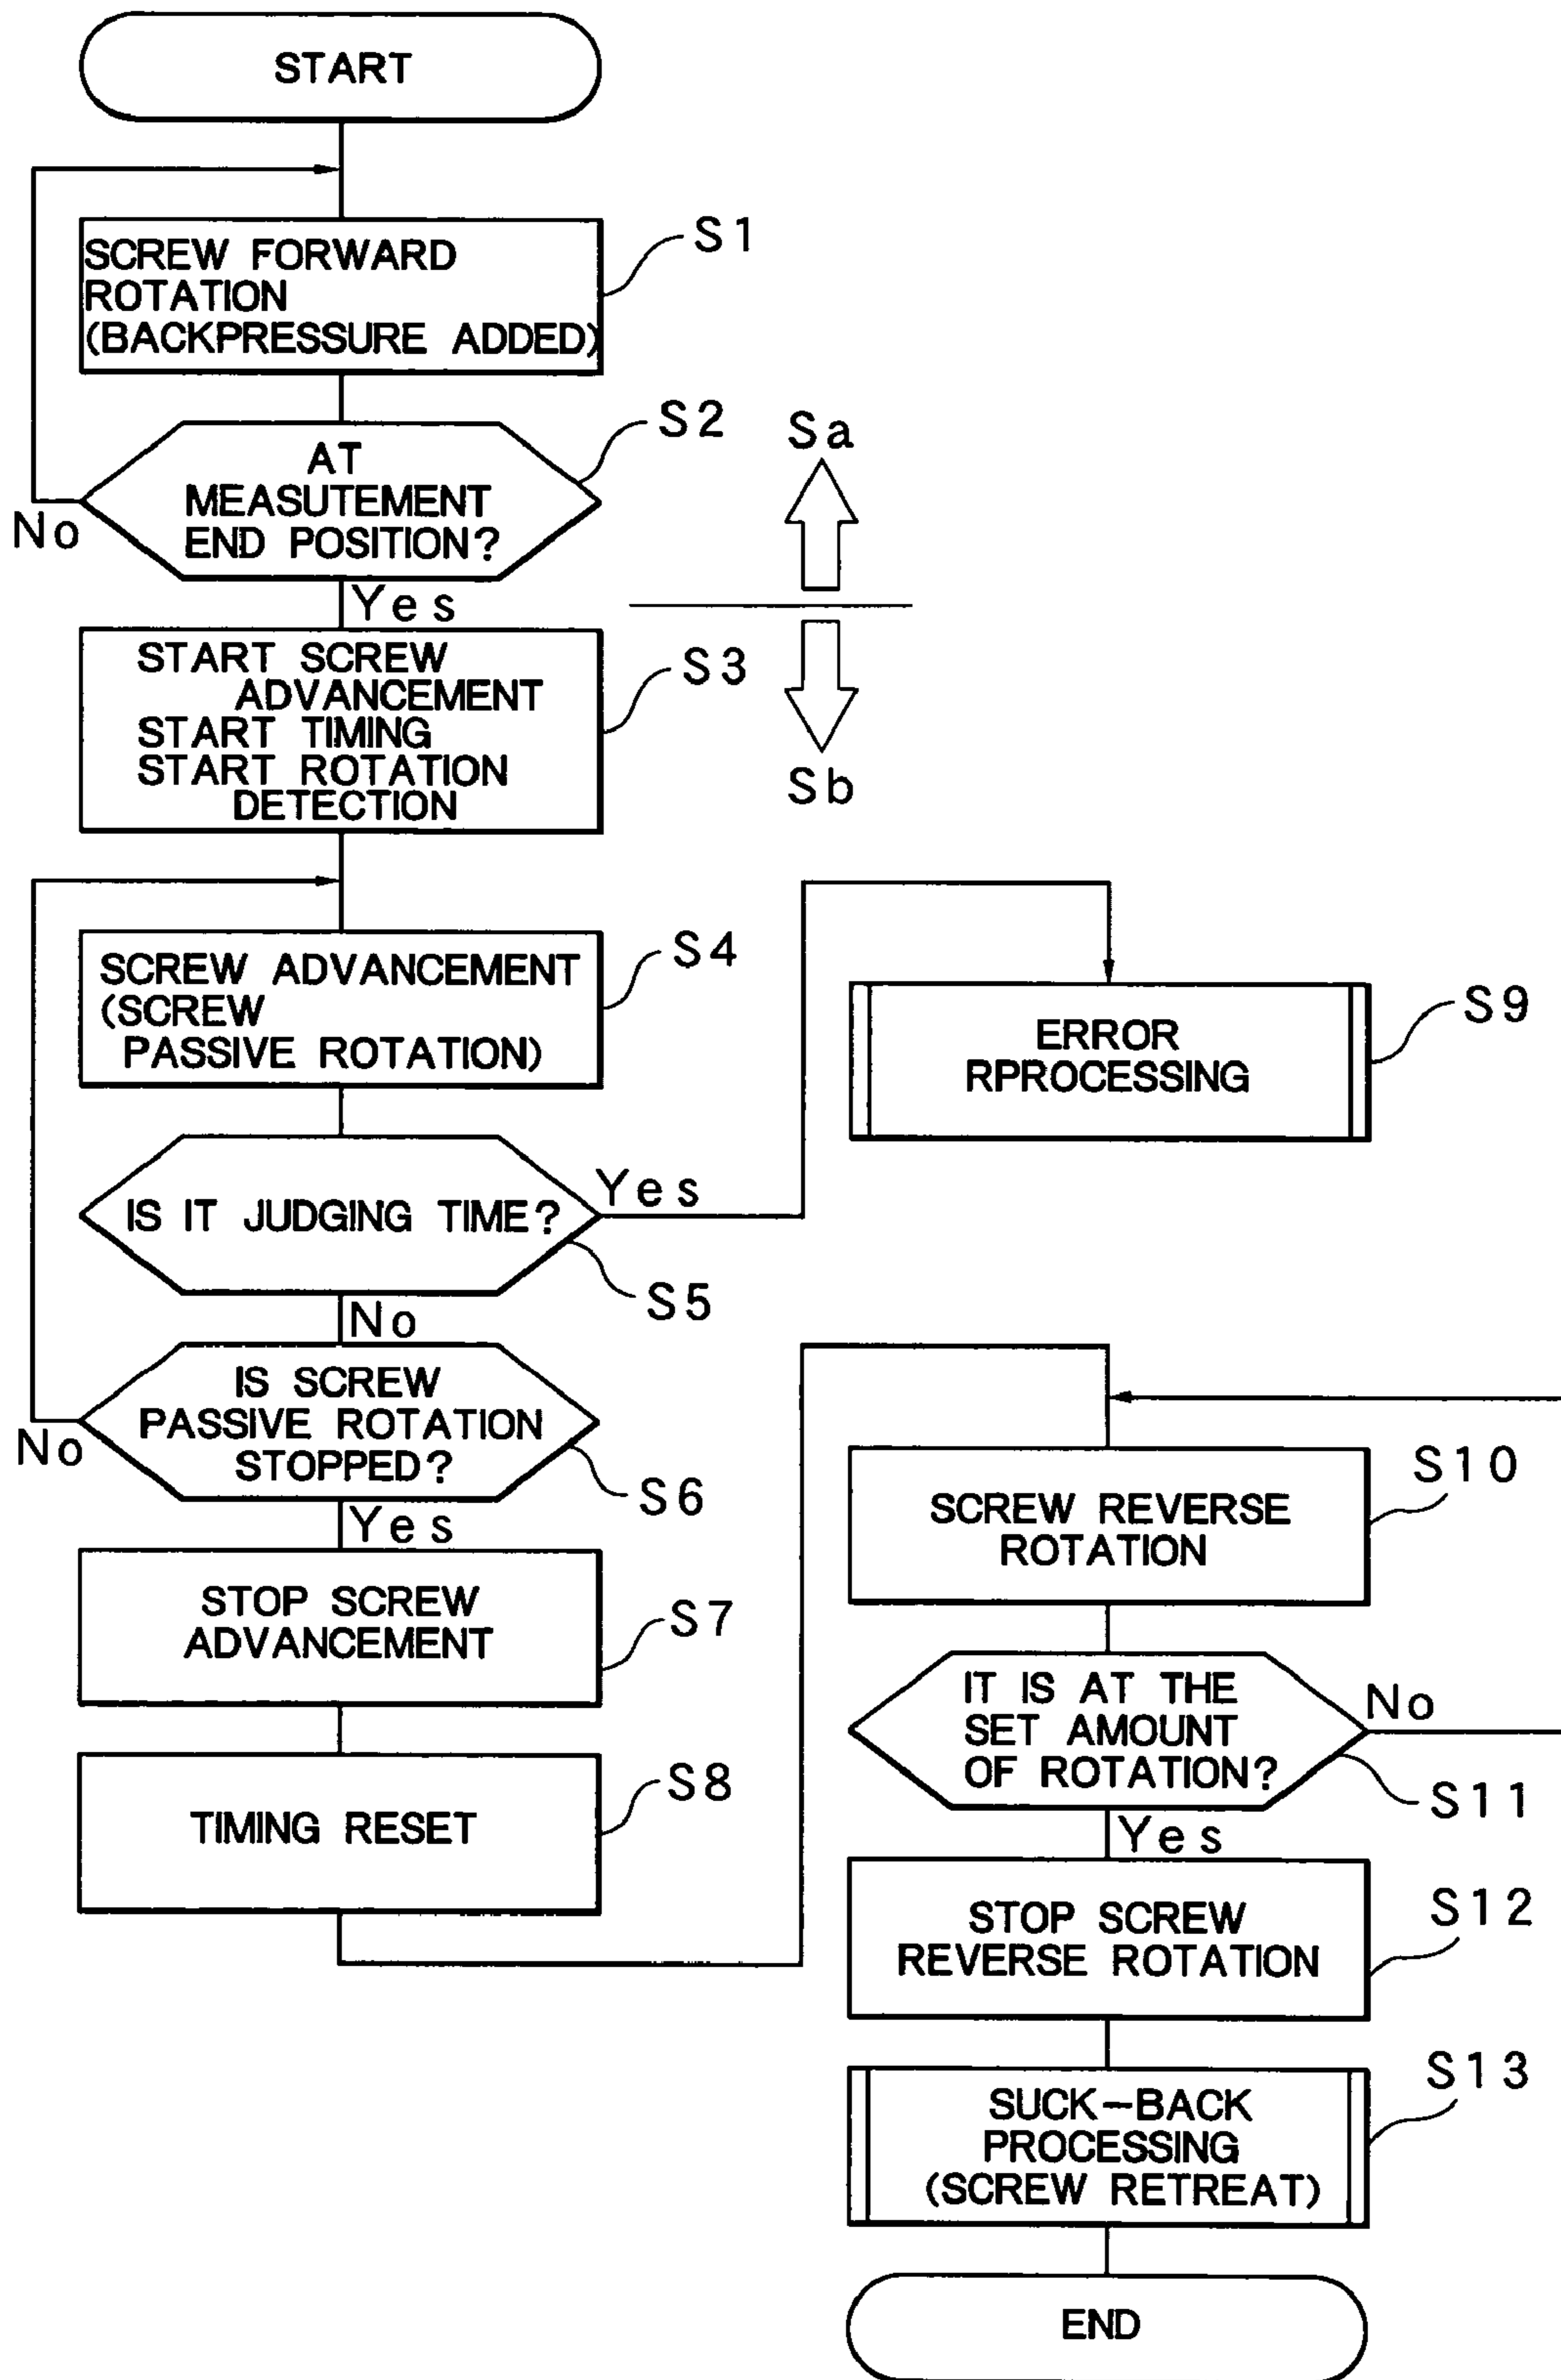 START
SCREW FORWARD
ROTATION
(BACKPRESSURE ADDED)
S1
AT
MEASUTEMENT
END POSITION?
S2
No
Yes
Sa
Sb
START SCREW
ADVANCEMENT
START TIMING
START ROTATION
DETECTION
S3
SCREW ADVANCEMENT
(SCREW
PASSIVE ROTATION)
S4
IS IT JUDGING TIME?
Yes
S5
No
ERROR
RPROCESSING
S9
IS SCREW
PASSIVE ROTATION
STOPPED?
No
S6
Yes
STOP SCREW
ADVANCEMENT
S7
TIMING RESET
S8
SCREW REVERSE
ROTATION
S10
IT IS AT THE
SET AMOUNT
OF ROTATION?
No
S11
Yes
STOP SCREW
REVERSE ROTATION
S12
SUCK-BACK
PROCESSING
(SCREW RETREAT)
S13
END